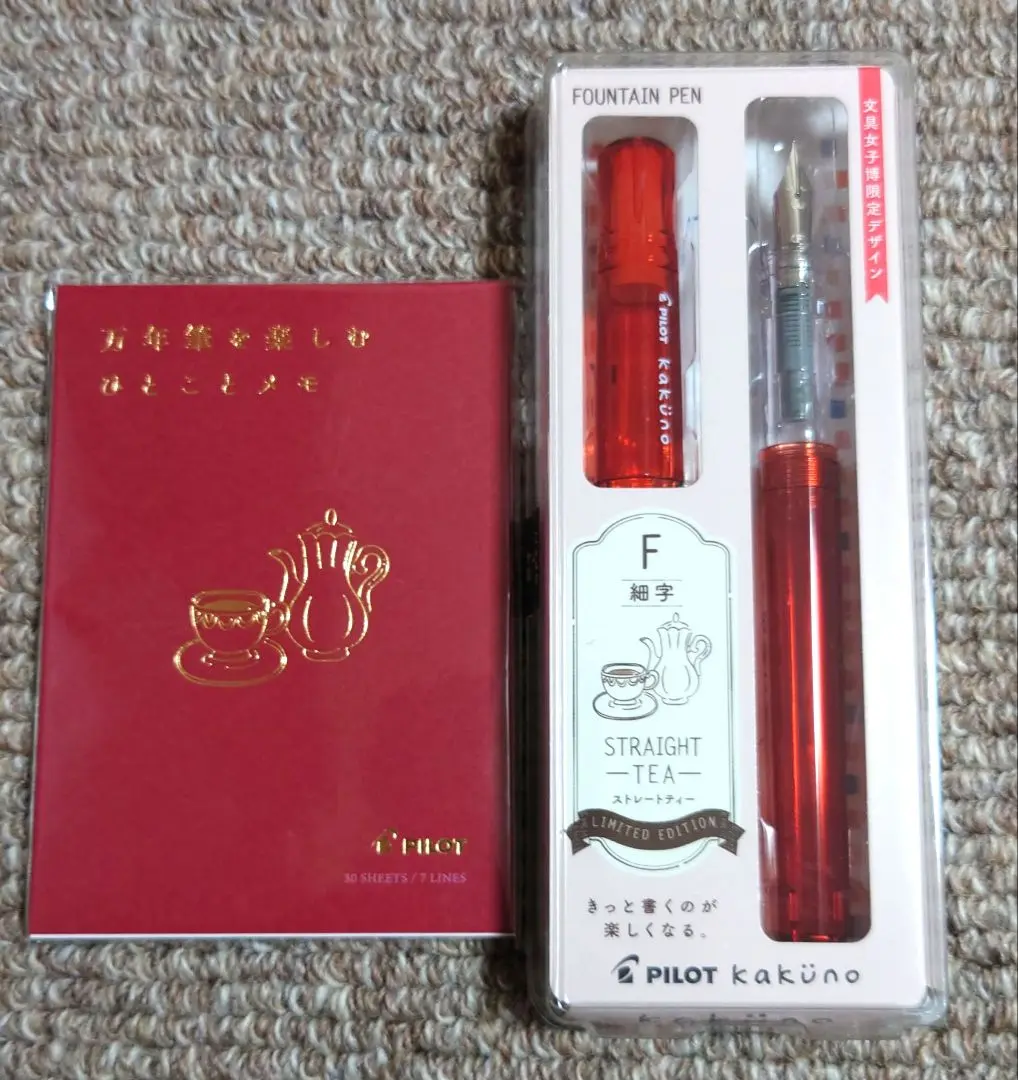 万年筆を楽しむ
ひとことメモ
PILOT
30 SHEETS / 7 LINES
FOUNTAIN PEN
文具女子博限定デザイン
PILOT kaküno
F
細字
STRAIGHT
—TEA—
ストレートティー
LIMITED EDITION
きっと書くのが
楽しくなる。
PILOT kaküno
kaküno